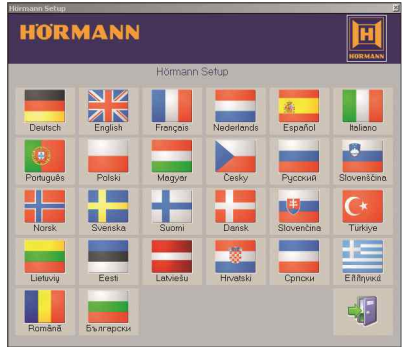 Hörmann Setup
HÖRMANN
HÖRMANN
Hörmann Setup
Deutsch English Français Nederlands Español Italiano
Português Polski Magyar Česky Русский Slovenščina
Norsk Svenska Suomi Dansk Slovenčina Türkiye
Lietuvių Eesti Latviešu Hrvatski Српски Ελληνικά
Română Български